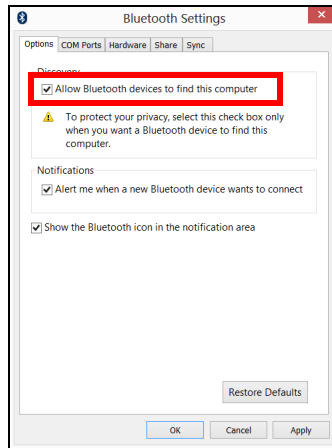 Bluetooth Settings
Options COM Ports Hardware Share Sync
Discovery
Allow Bluetooth devices to find this computer
To protect your privacy, select this check box only
when you want a Bluetooth device to find this
computer.
Notifications
Alert me when a new Bluetooth device wants to connect
Show the Bluetooth icon in the notification area
Restore Defaults
OK Cancel Apply